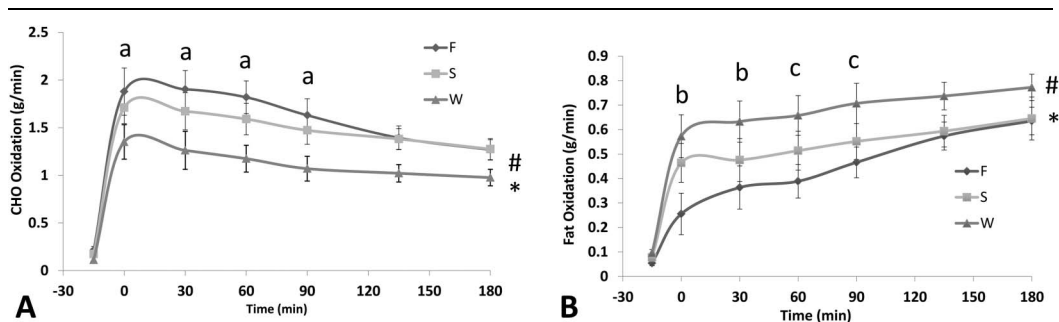 2.5
2
1.5
1
0.5
0
-30 0 30 60 90 120 150 180
CHO Oxidation (g/min)
Time (min)
a a a a
F
S
W
#
*
A
0.9
0.8
0.7
0.6
0.5
0.4
0.3
0.2
0.1
0
-30 0 30 60 90 120 150 180
Fat Oxidation (g/min)
Time (min)
b b c c
#
*
F
S
W
B